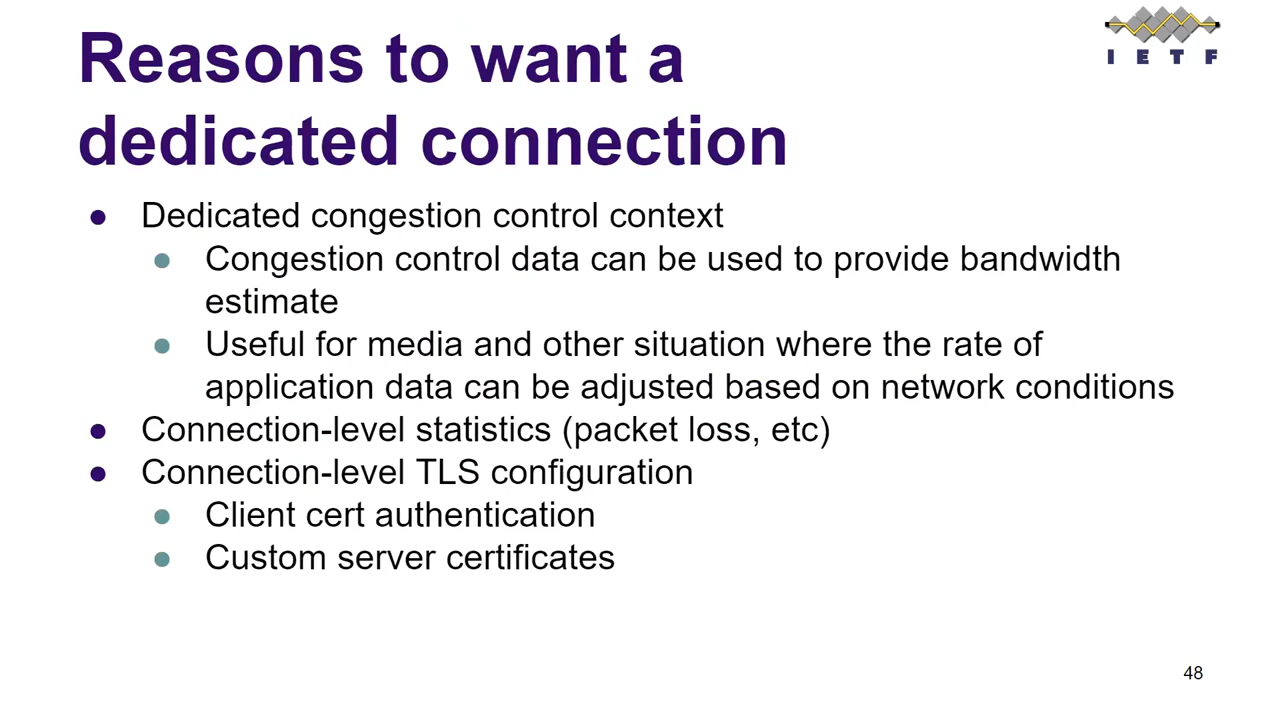 Reasons to want a
dedicated connection
I E T F
● Dedicated congestion control context
● Congestion control data can be used to provide bandwidth
estimate
● Useful for media and other situation where the rate of
application data can be adjusted based on network conditions
● Connection-level statistics (packet loss, etc)
● Connection-level TLS configuration
● Client cert authentication
● Custom server certificates
48